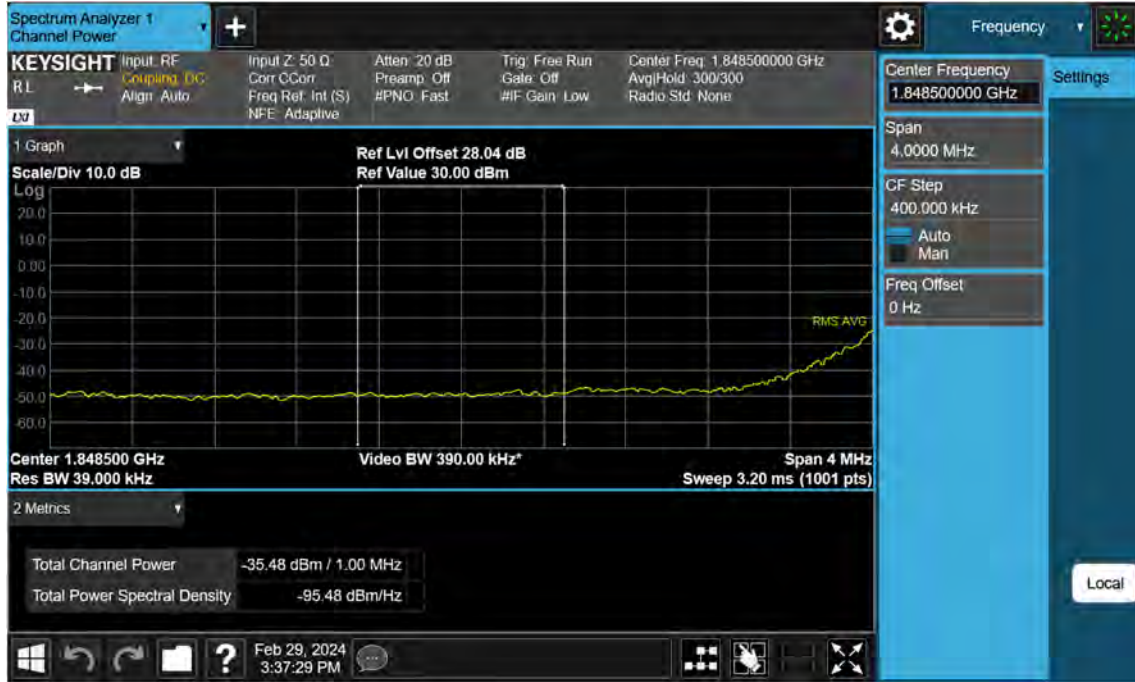 Spectrum Analyzer 1
Channel Power
+
Frequency
KEYSIGHT
RL
LXI
Input: RF
Coupling: DC
Align: Auto
Input Z: 50 Ω
Corr CCorr
Freq Ref: Int (S)
NFE: Adaptive
Atten: 20 dB
Preamp: Off
#PNO: Fast
Trig: Free Run
Gate: Off
#IF Gain: Low
Center Freq: 1.848500000 GHz
Avg|Hold: 300/300
Radio Std: None
Center Frequency
1.848500000 GHz
Settings
Span
4.0000 MHz
CF Step
400.000 kHz
Auto
Man
Freq Offset
0 Hz
1 Graph
Scale/Div 10.0 dB
Ref Lvl Offset 28.04 dB
Ref Value 30.00 dBm
Log
20.0
10.0
0.00
-10.0
-20.0
-30.0
-40.0
-50.0
-60.0
RMS AVG
Center 1.848500 GHz
Res BW 39.000 kHz
Video BW 390.00 kHz*
Span 4 MHz
Sweep 3.20 ms (1001 pts)
2 Metrics
Total Channel Power -35.48 dBm / 1.00 MHz
Total Power Spectral Density -95.48 dBm/Hz
Local
?
Feb 29, 2024
3:37:29 PM